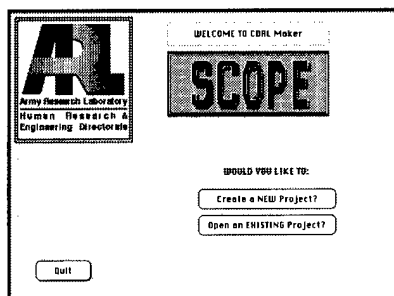 ARL
Army Research Laboratory
Human Research &
Engineering Directorate
WELCOME TO CDRL Maker
SCOPE
WOULD YOU LIKE TO:
Create a NEW Project?
Open an EXISTING Project?
Quit